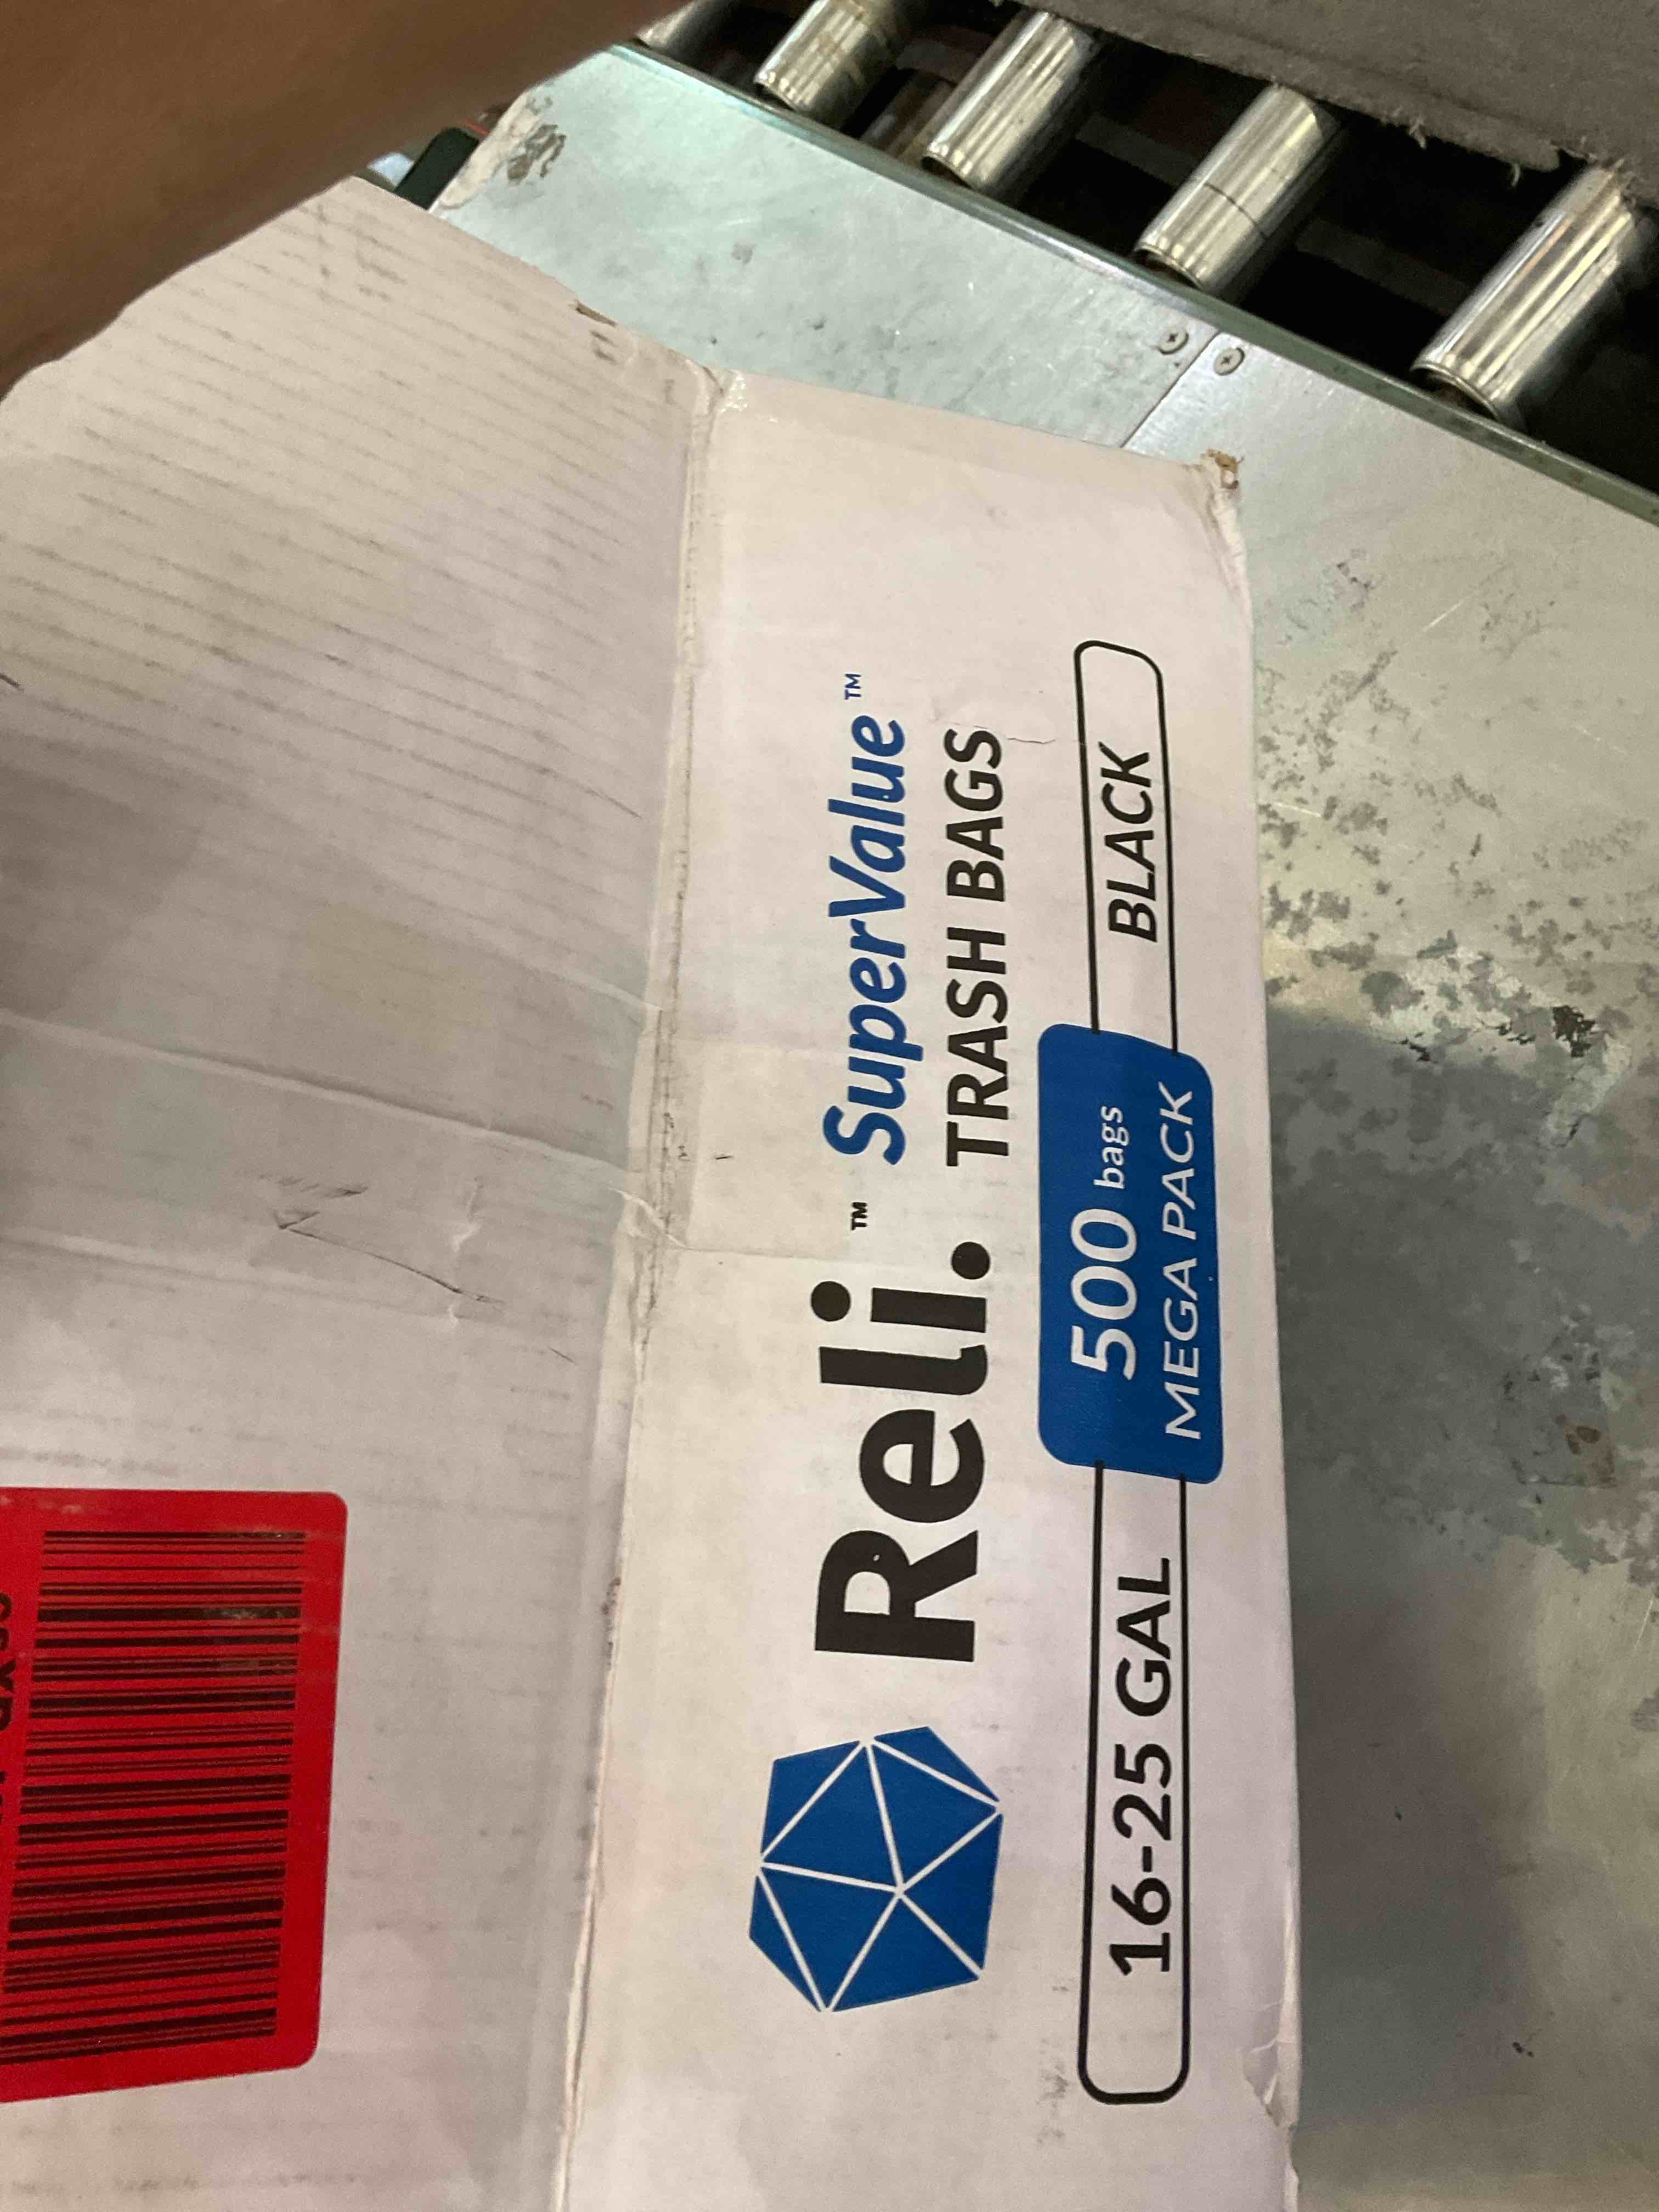 Reli.™ SuperValue™
TRASH BAGS
16-25 GAL
500 bags
MEGA PACK
BLACK